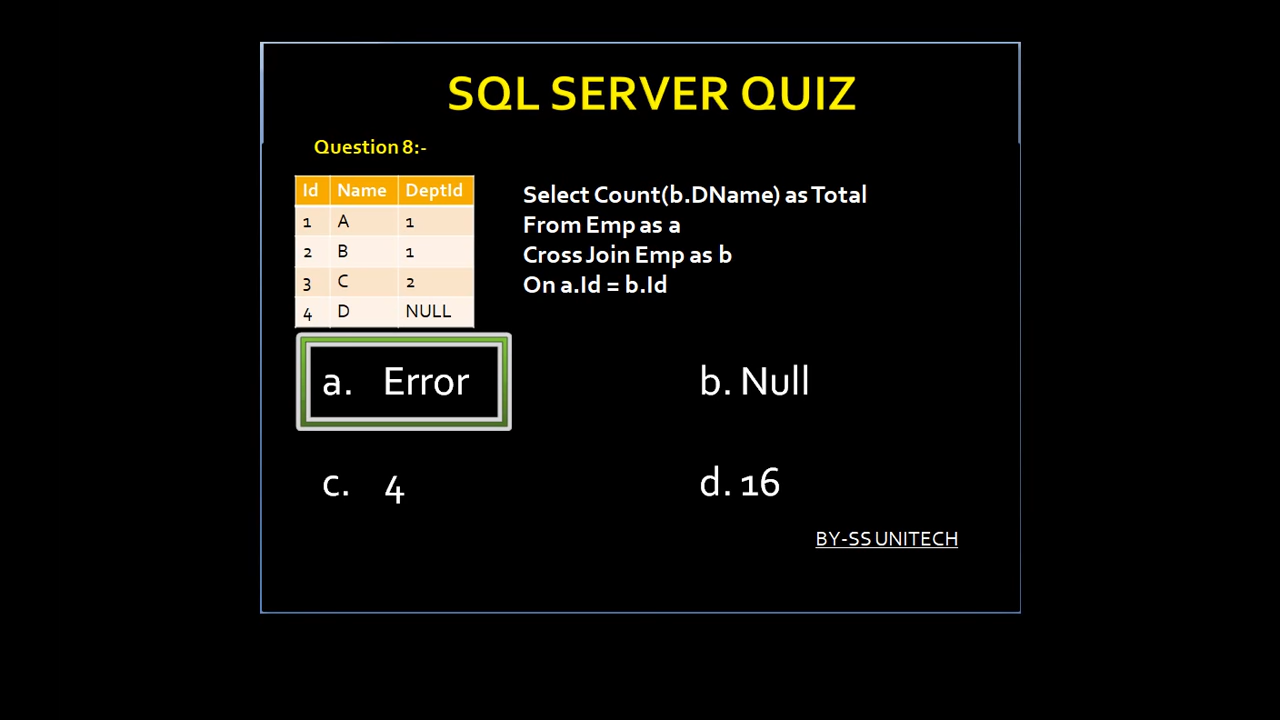 SQL SERVER QUIZ
Question 8:-
Id Name DeptId
1 A 1
2 B 1
3 C 2
4 D NULL
Select Count(b.DName) as Total
From Emp as a
Cross Join Emp as b
On a.Id = b.Id
a. Error
b. Null
c. 4
d. 16
BY-SS UNITECH